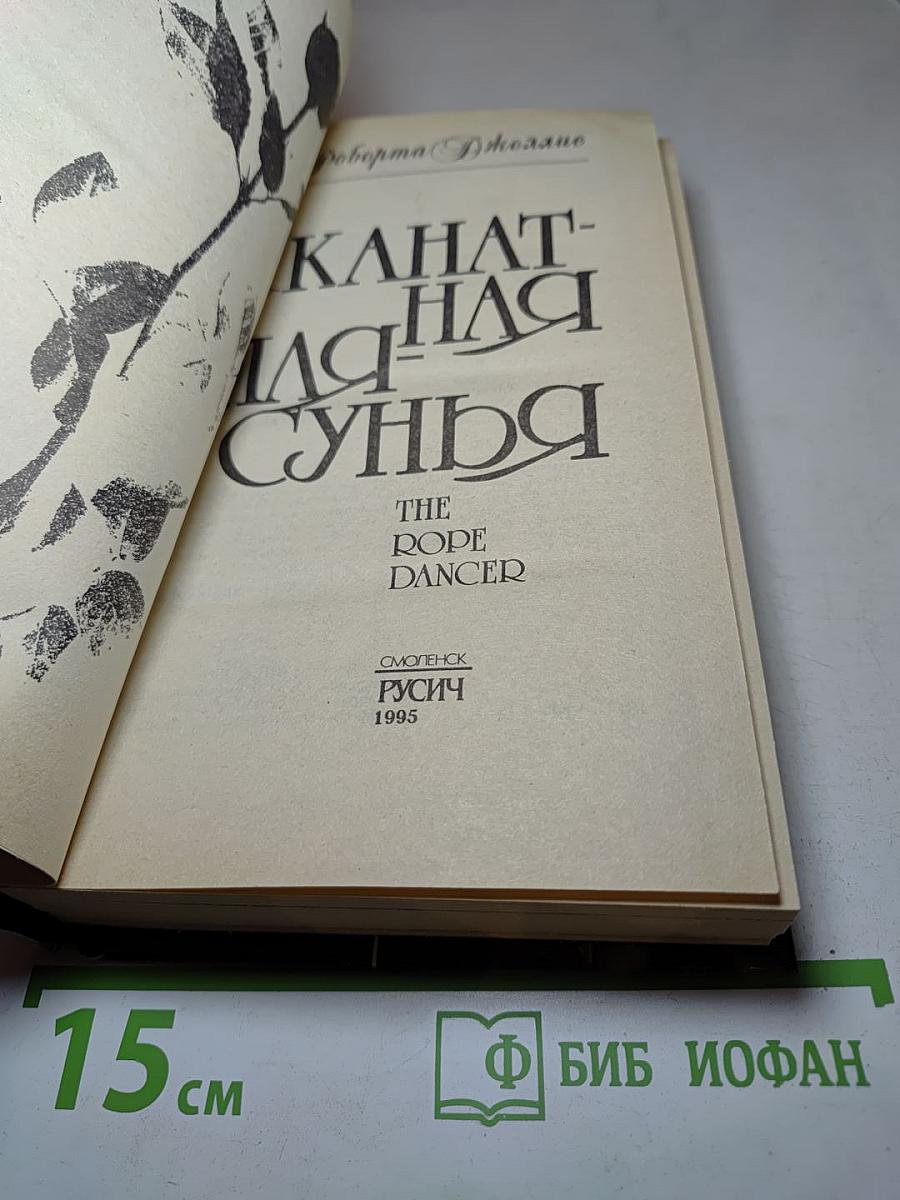 Роберта Джеллис
КАНАТ-
НАЯ
ПЛЯ-
СУНЬЯ
THE
ROPE
DANCER
СМОЛЕНСК
РУСИЧ
1995
15 см
Ф БИБ ИОФАН